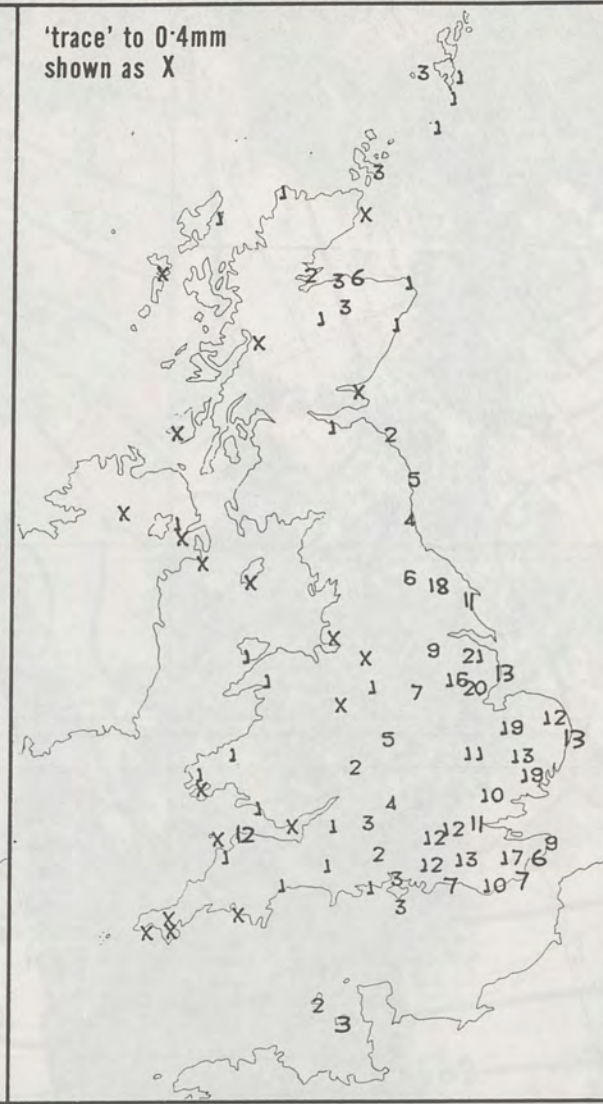 'trace' to 0·4mm
shown as X
3 1
1
1
3
1
1 X
X
2 3 6 1
3
1 1
X
X
1 2
X
5
X 4
1
X
X
X 6 18
11
X
1 X 9 21
13
1 1 7 16 20
X
12
19 13
5 11 13
1
2 19
1
X 10
4
1
1 3 12 11
X 12 X 12
9
1 2 13 17 6
1 12
3 7 10 7
1 1
3
X X
X X
2
3